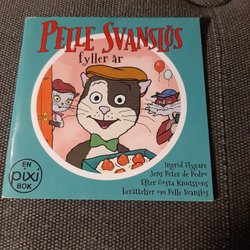 PELLE SVANSLÖS
fyller år
Ingrid Flygare
Jens Peter de Pedro
Efter Gösta Knutssons
berättelser om Pelle Svanslös
EN
pixi
BOK